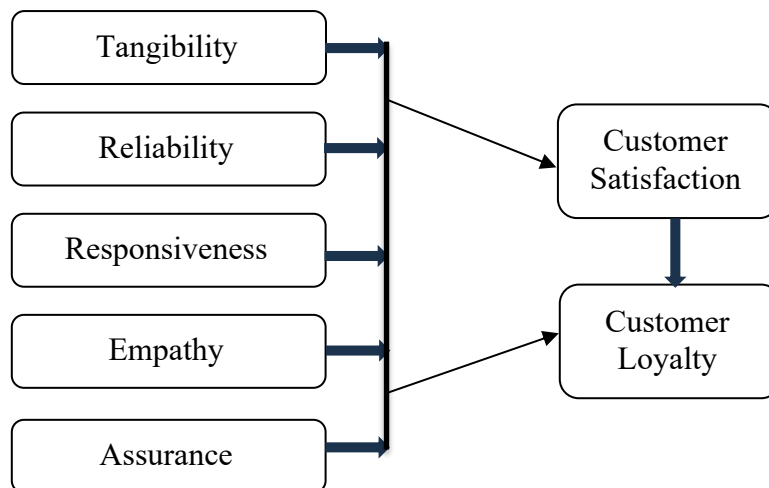 Tangibility
Reliability
Responsiveness
Empathy
Assurance
Customer
Satisfaction
Customer
Loyalty